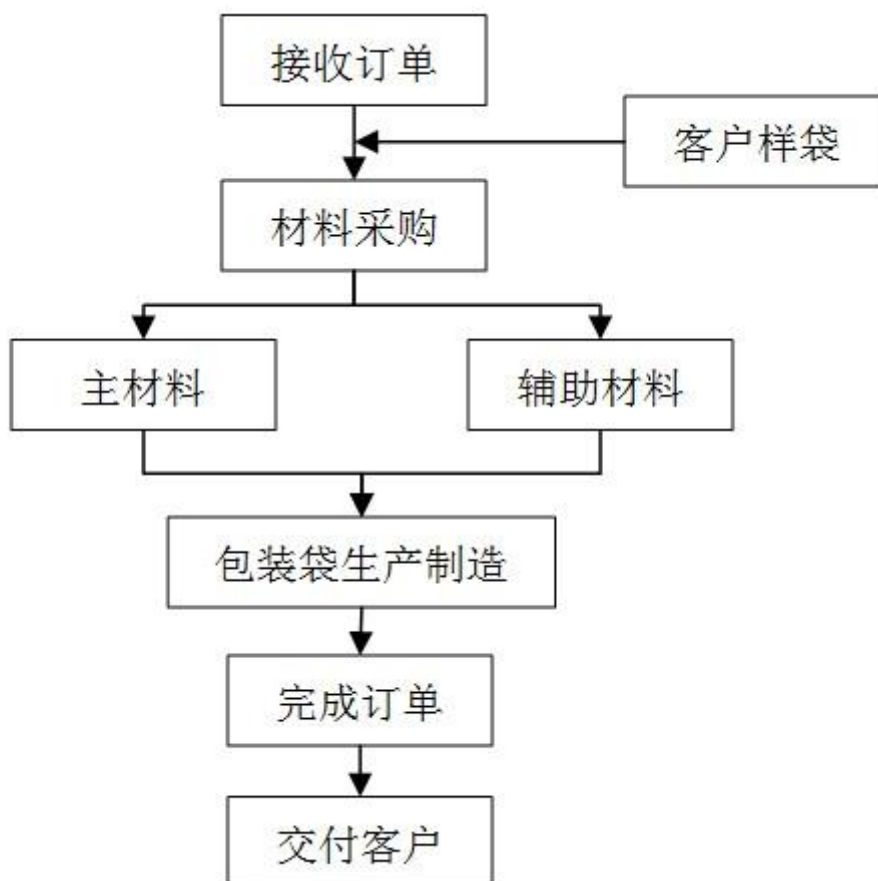 接收订单
客户样袋
材料采购
主材料
辅助材料
包装袋生产制造
完成订单
交付客户